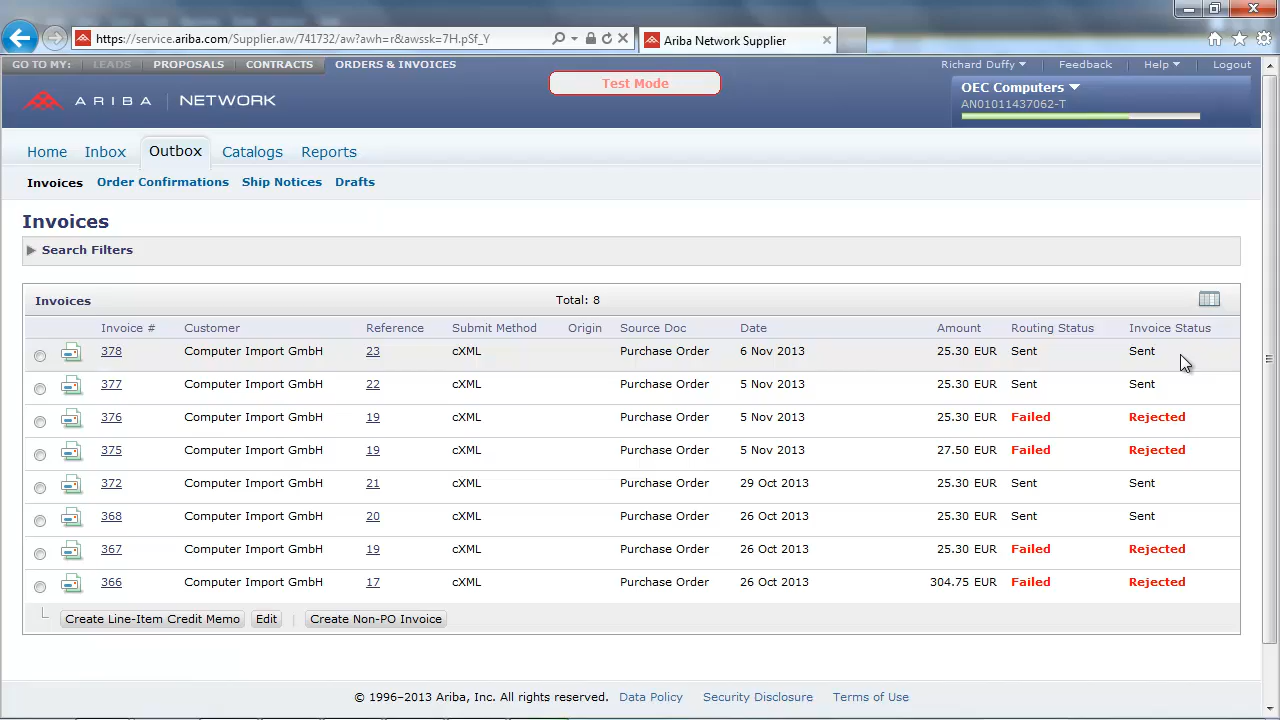 https://service.ariba.com/Supplier.aw/741732/aw?awh=r&awssk=7H.pSf_Y
Ariba Network Supplier
GO TO MY: LEADS PROPOSALS CONTRACTS ORDERS & INVOICES
Richard Duffy Feedback Help Logout
Test Mode
ARIBA NETWORK
OEC Computers
AN01011437062-T
Home Inbox Outbox Catalogs Reports
Invoices Order Confirmations Ship Notices Drafts
Invoices
Search Filters
Invoices Total: 8
Invoice # Customer Reference Submit Method Origin Source Doc Date Amount Routing Status Invoice Status
378 Computer Import GmbH 23 cXML Purchase Order 6 Nov 2013 25.30 EUR Sent Sent
377 Computer Import GmbH 22 cXML Purchase Order 5 Nov 2013 25.30 EUR Sent Sent
376 Computer Import GmbH 19 cXML Purchase Order 5 Nov 2013 25.30 EUR Failed Rejected
375 Computer Import GmbH 19 cXML Purchase Order 5 Nov 2013 27.50 EUR Failed Rejected
372 Computer Import GmbH 21 cXML Purchase Order 29 Oct 2013 25.30 EUR Sent Sent
368 Computer Import GmbH 20 cXML Purchase Order 26 Oct 2013 25.30 EUR Sent Sent
367 Computer Import GmbH 19 cXML Purchase Order 26 Oct 2013 25.30 EUR Failed Rejected
366 Computer Import GmbH 17 cXML Purchase Order 26 Oct 2013 304.75 EUR Failed Rejected
Create Line-Item Credit Memo Edit | Create Non-PO Invoice
© 1996–2013 Ariba, Inc. All rights reserved. Data Policy Security Disclosure Terms of Use